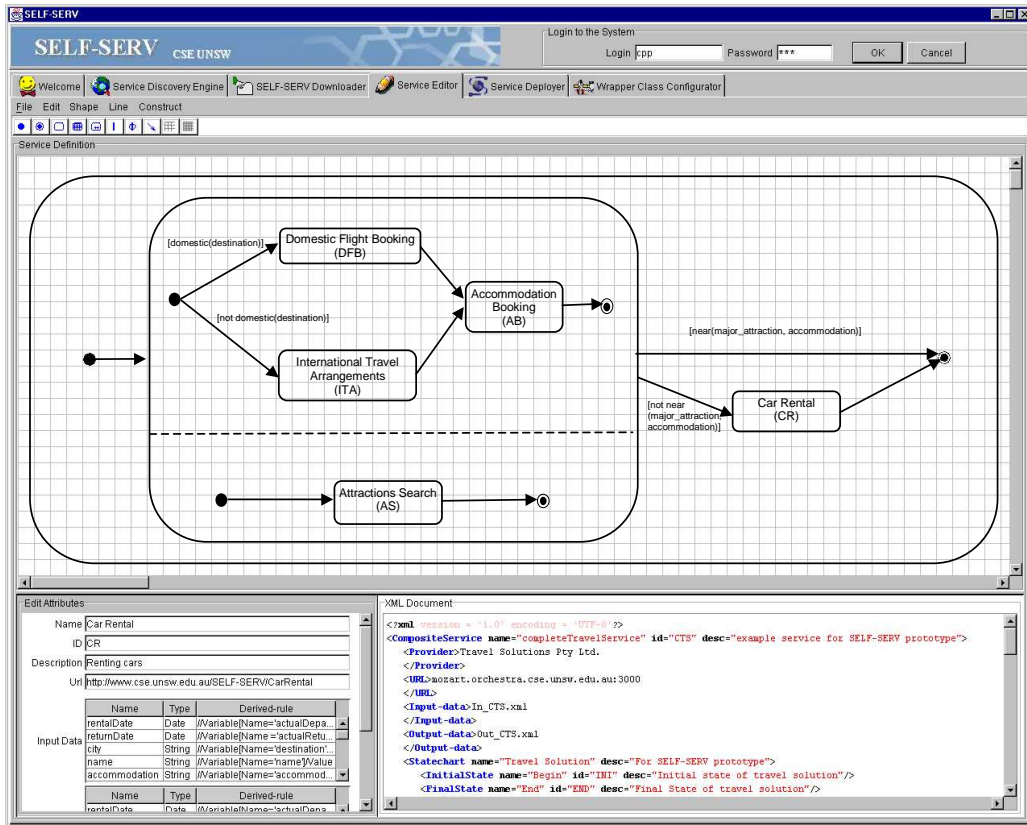 SELF-SERV
SELF-SERV CSE UNSW
Login to the System
Login cpp Password *** OK Cancel
Welcome Service Discovery Engine SELF-SERV Downloader Service Editor Service Deployer Wrapper Class Configurator
File Edit Shape Line Construct
Service Definition
[domestic(destination)]
Domestic Flight Booking
(DFB)
[not domestic(destination)]
Accommodation
Booking
(AB)
International Travel
Arrangements
(ITA)
[near(major_attraction, accommodation)]
[not near
(major_attraction,
accommodation)]
Car Rental
(CR)
Attractions Search
(AS)
Edit Attributes
Name Car Rental
ID CR
Description Renting cars
Url http://www.cse.unsw.edu.au/SELF-SERV/CarRental
Input Data
Name Type Derived-rule
rentalDate Date //Variable[Name='actualDepa...
returnDate Date //Variable[Name ='actualRetu...
city String //Variable[Name='destination'...
name String //Variable[Name='name']/Value
accommodation String //Variable[Name='accommod...
Name Type Derived-rule
rentalDate Date //Variable[Name='actualDepa...
XML Document
<?xml version = '1.0' encoding = 'UTF-8'?>
<CompositeService name="completeTravelService" id="CTS" desc="example service for SELF-SERV prototype">
<Provider>Travel Solutions Pty Ltd.
</Provider>
<URL>mozart.orchestra.cse.unsw.edu.au:3000
</URL>
<Input-data>In_CTS.xml
</Input-data>
<Output-data>Out_CTS.xml
</Output-data>
<Statechart name="Travel Solution" desc="For SELF-SERV prototype">
<InitialState name="Begin" id="INI" desc="Initial state of travel solution"/>
<FinalState name="End" id="END" desc="Final State of travel solution"/>